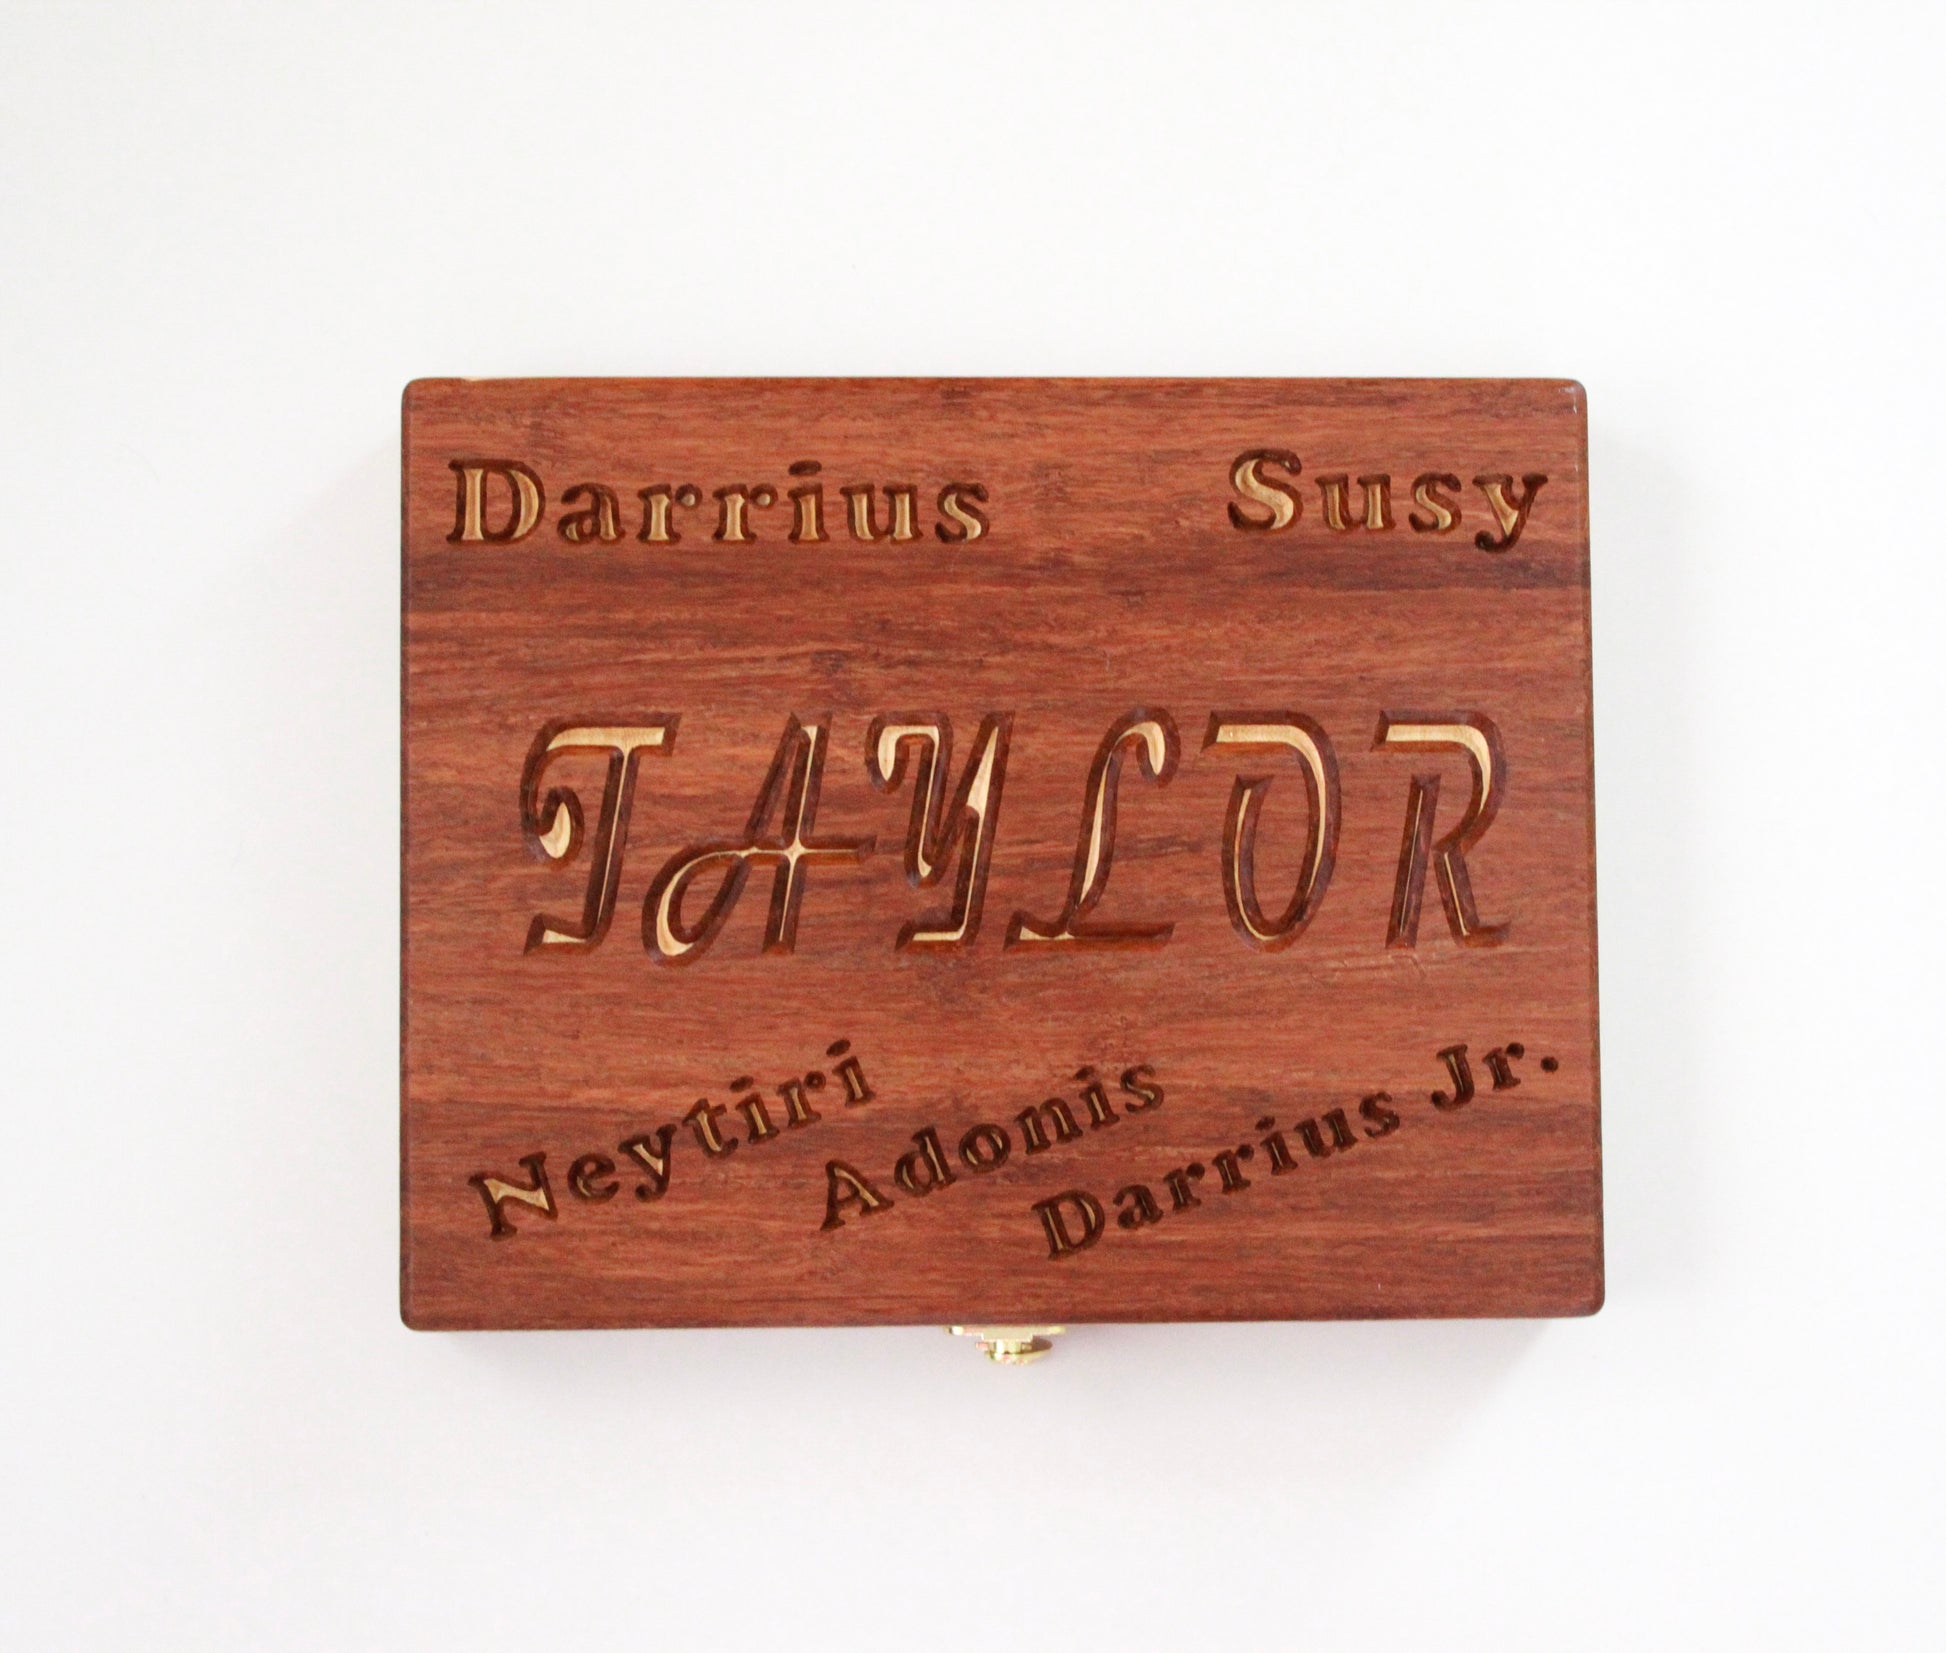 Darrius Susy
TAYLOR
Neytiri
Adonis
Darrius Jr.